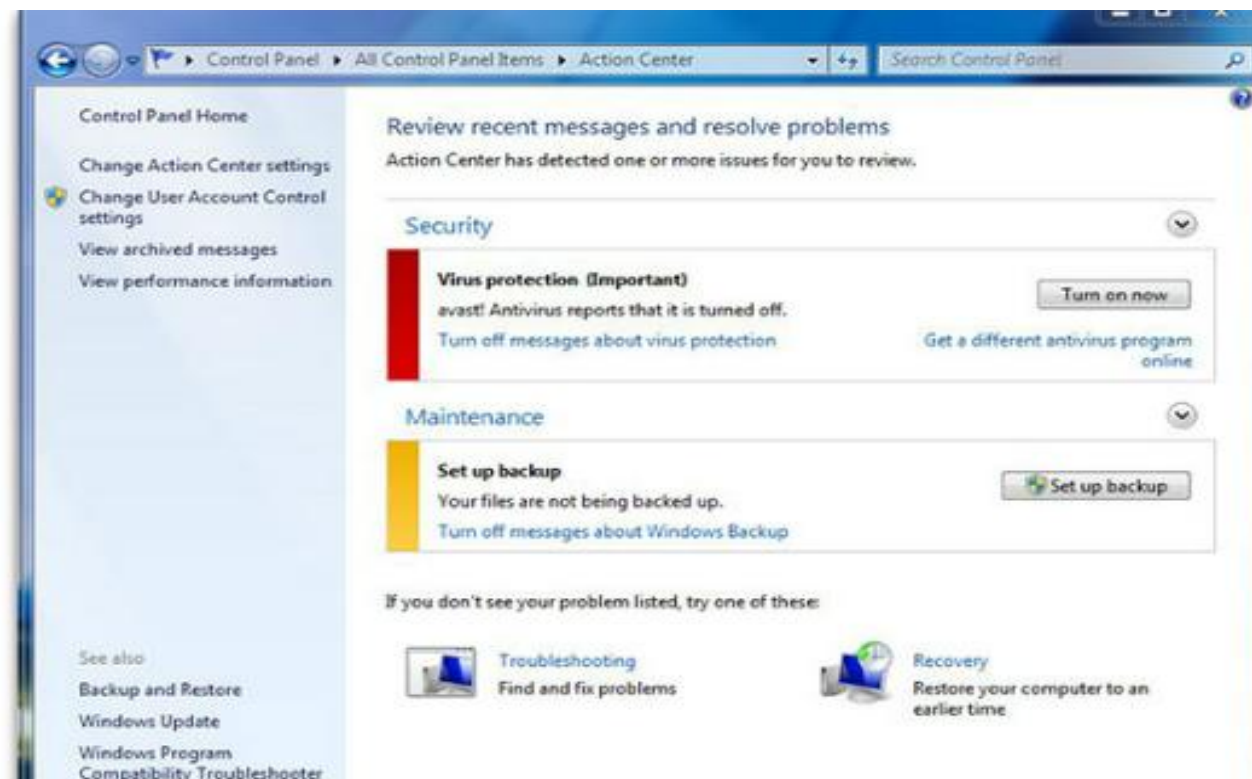 Control Panel ▸ All Control Panel Items ▸ Action Center
Search Control Panel
Control Panel Home
Change Action Center settings
Change User Account Control
settings
View archived messages
View performance information
See also
Backup and Restore
Windows Update
Windows Program
Compatibility Troubleshooter
Review recent messages and resolve problems
Action Center has detected one or more issues for you to review.
Security
Virus protection (Important)
avast! Antivirus reports that it is turned off.
Turn on now
Turn off messages about virus protection
Get a different antivirus program
online
Maintenance
Set up backup
Your files are not being backed up.
Set up backup
Turn off messages about Windows Backup
If you don't see your problem listed, try one of these:
Troubleshooting
Find and fix problems
Recovery
Restore your computer to an
earlier time